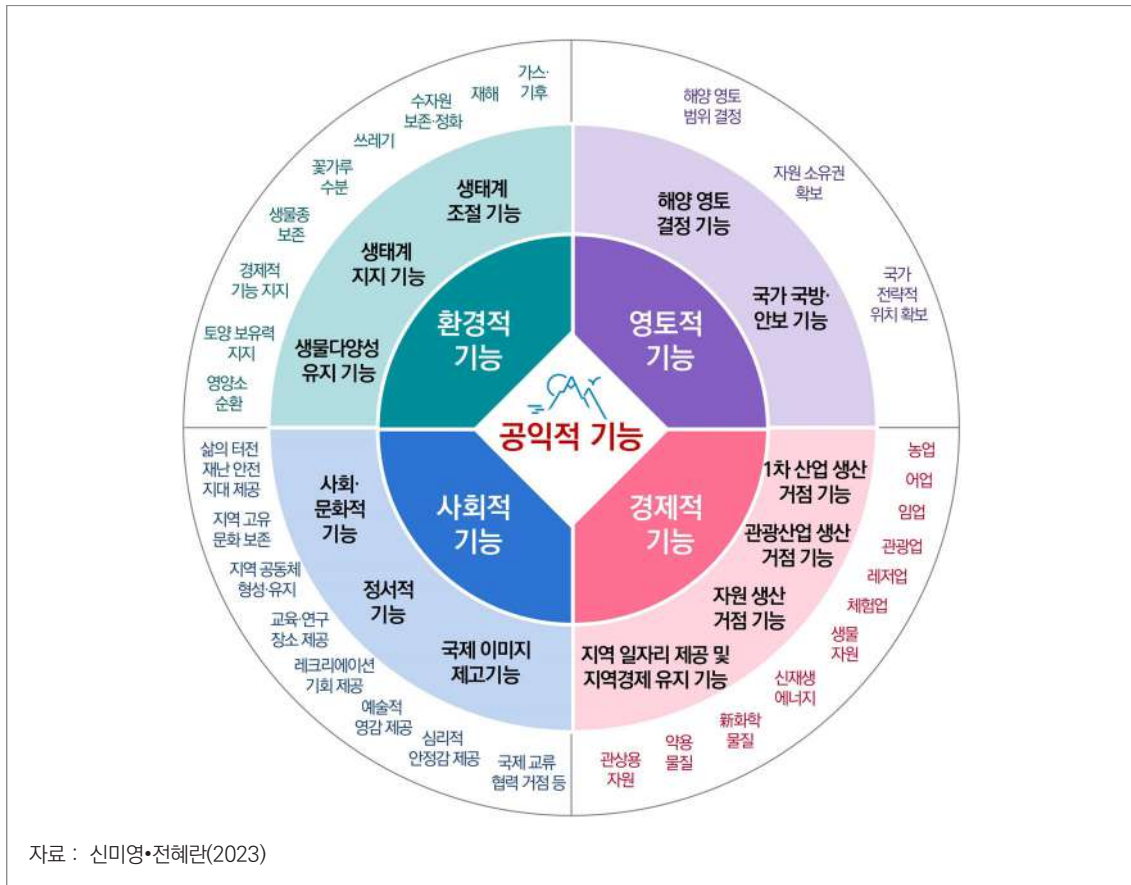 가스·
기후
재해
수자원
보존·정화
쓰레기
꽃가루
수분
생물종
보존
경제적
기능 지지
토양 보유력
지지
영양소
순환
생태계
조절 기능
생태계
지지 기능
생물다양성
유지 기능
환경적
기능
해양 영토
범위 결정
자원 소유권
확보
국가
전략적
위치 확보
해양 영토
결정 기능
국가 국방·
안보 기능
영토적
기능
공익적 기능
사회적
기능
사회·
문화적
기능
정서적
기능
국제 이미지
제고기능
삶의 터전
재난 안전
지대 제공
지역 고유
문화 보존
지역 공동체
형성·유지
교육·연구
장소 제공
레크리에이션
기회 제공
예술적
영감 제공
심리적
안정감 제공
국제 교류
협력 거점 등
경제적
기능
1차 산업 생산
거점 기능
관광산업 생산
거점 기능
자원 생산
거점 기능
지역 일자리 제공 및
지역경제 유지 기능
농업
어업
임업
관광업
레저업
체험업
생물
자원
신재생
에너지
新화학
물질
약용
물질
관상용
자원
자료 : 신미영•전혜란(2023)